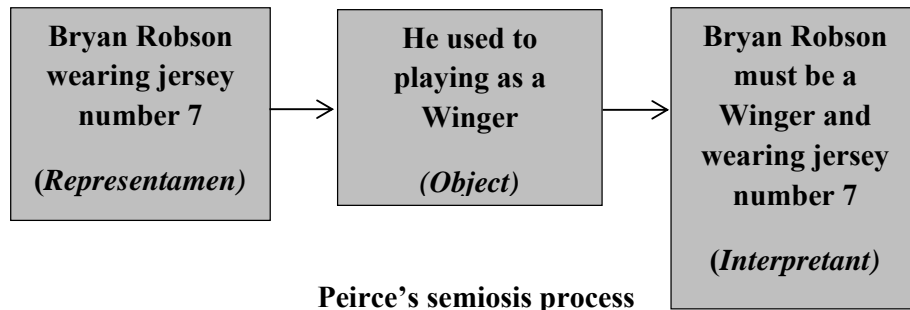 Bryan Robson
wearing jersey
number 7
(Representamen)
He used to
playing as a
Winger
(Object)
Bryan Robson
must be a
Winger and
wearing jersey
number 7
(Interpretant)
Peirce’s semiosis process